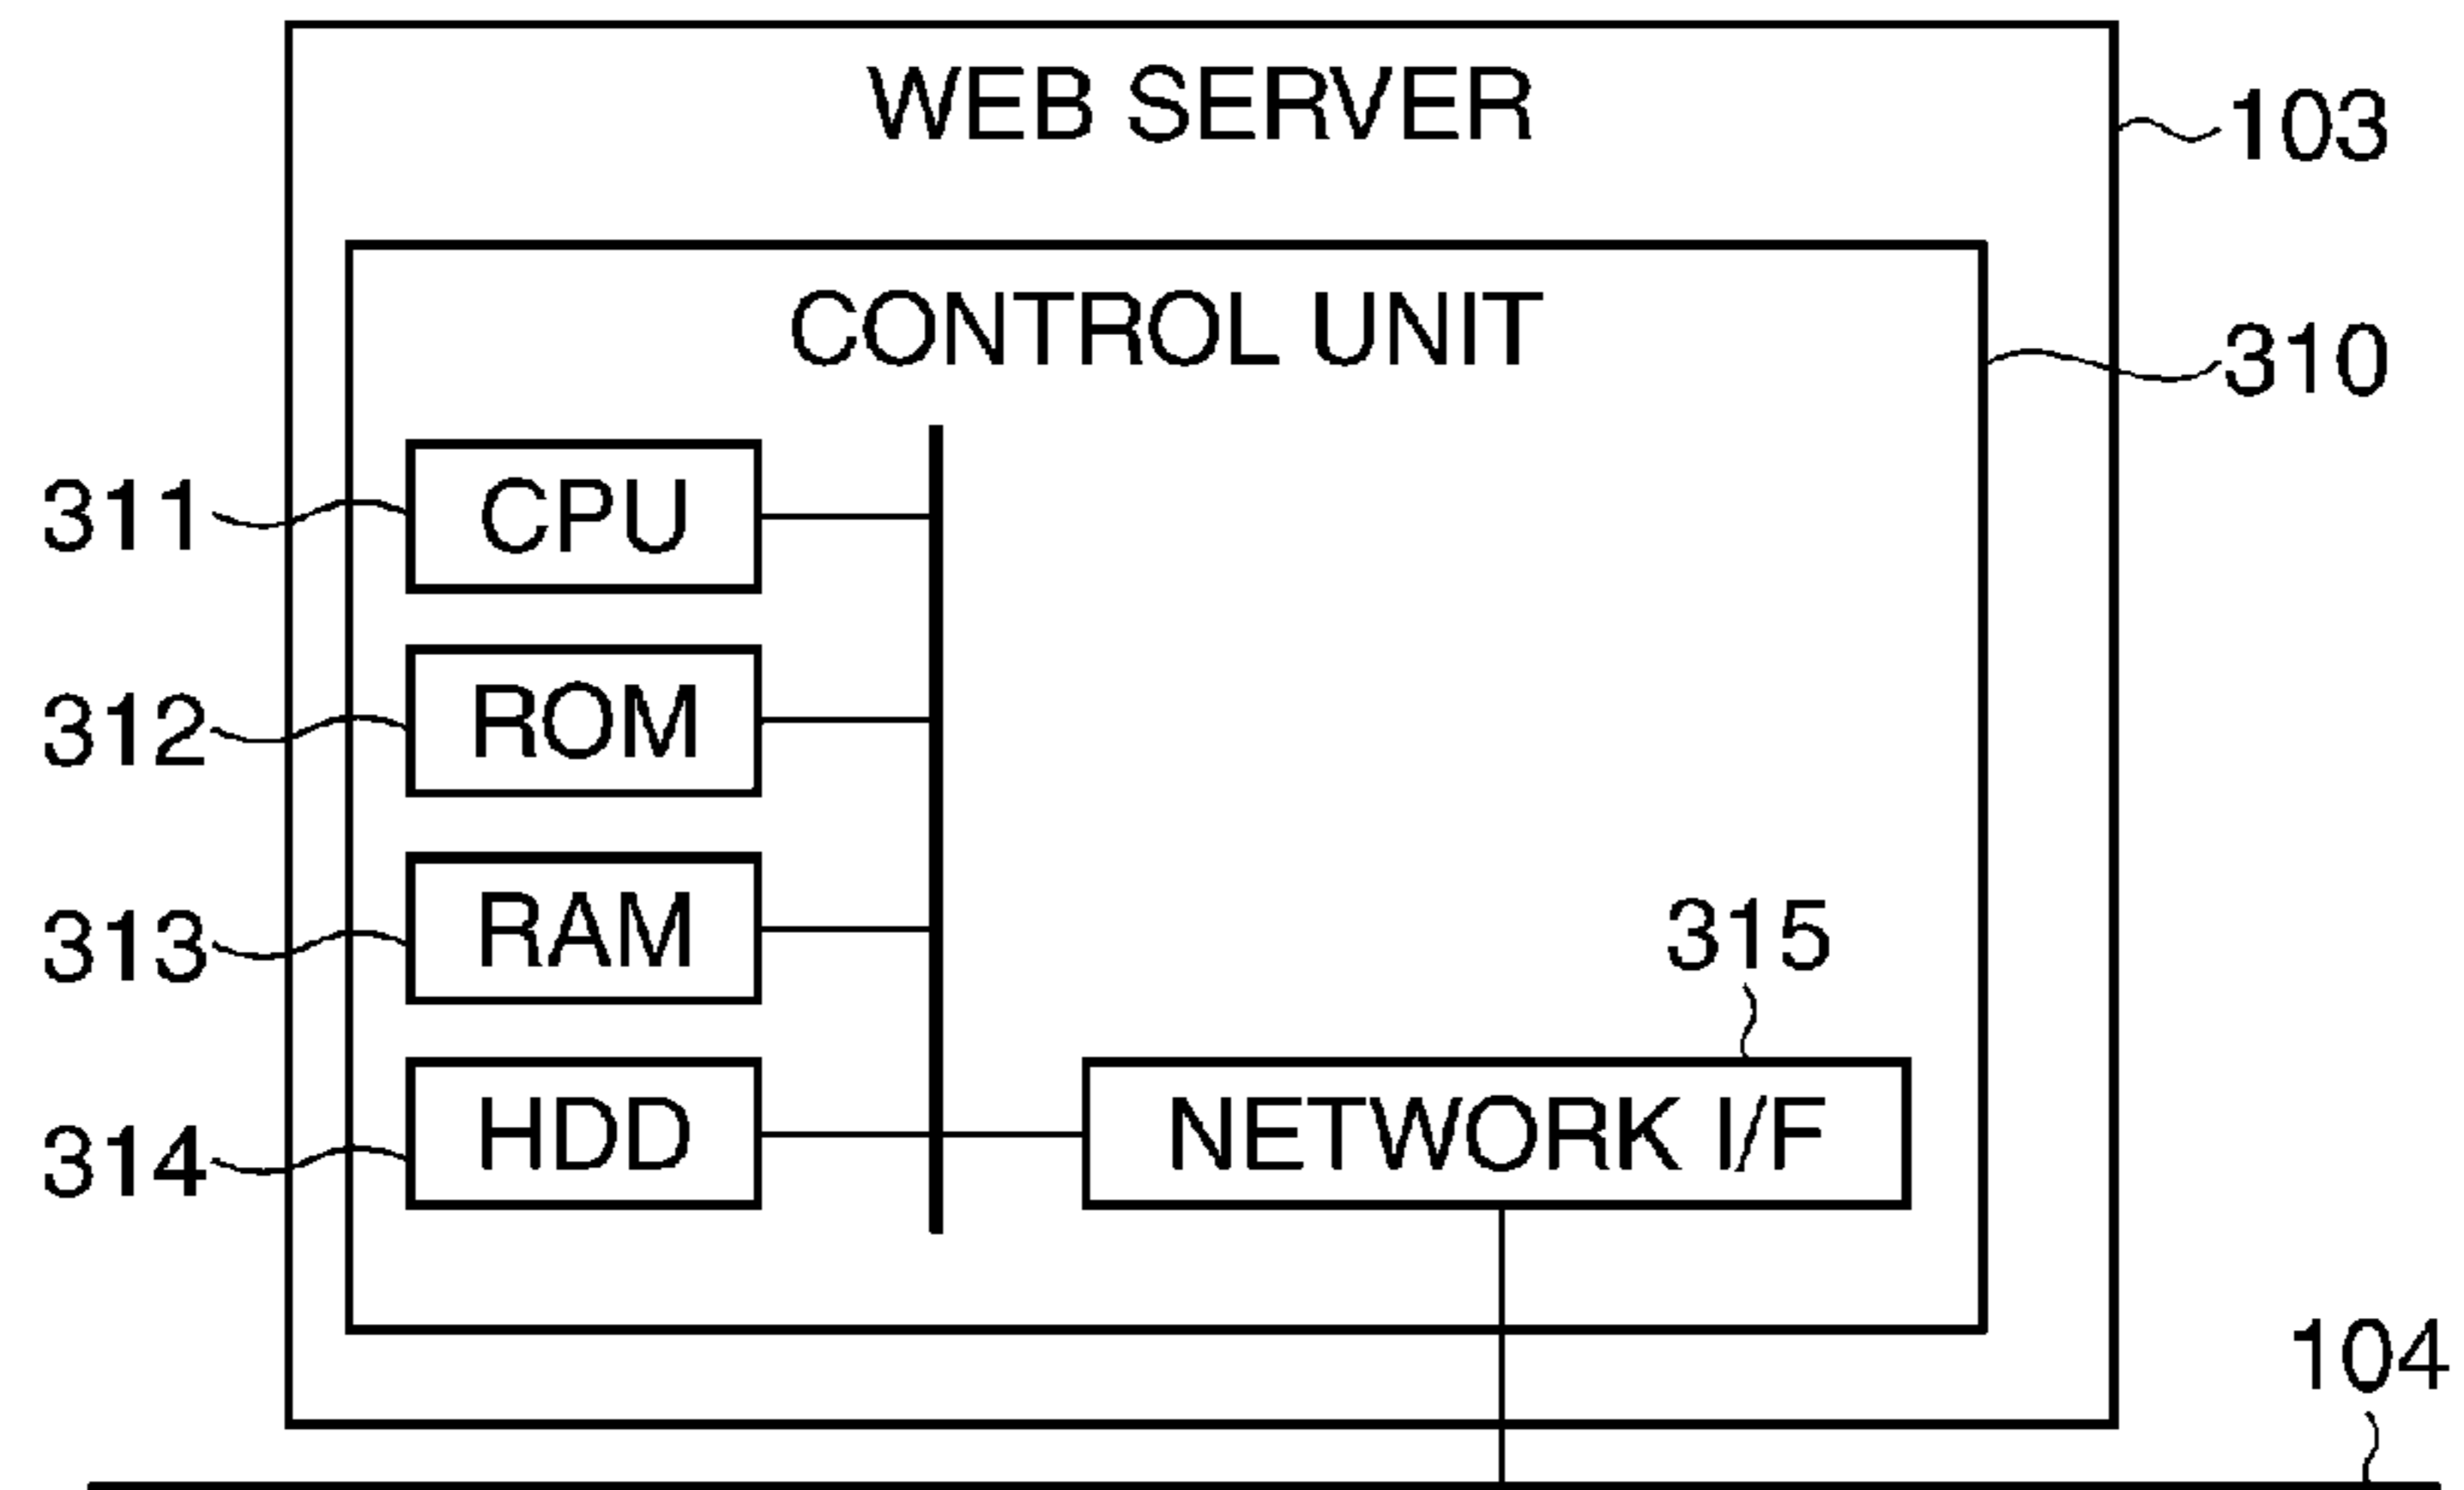 WEB SERVER
103
CONTROL UNIT
310
311
CPU
312
ROM
313
RAM
315
314
HDD
NETWORK I/F
104